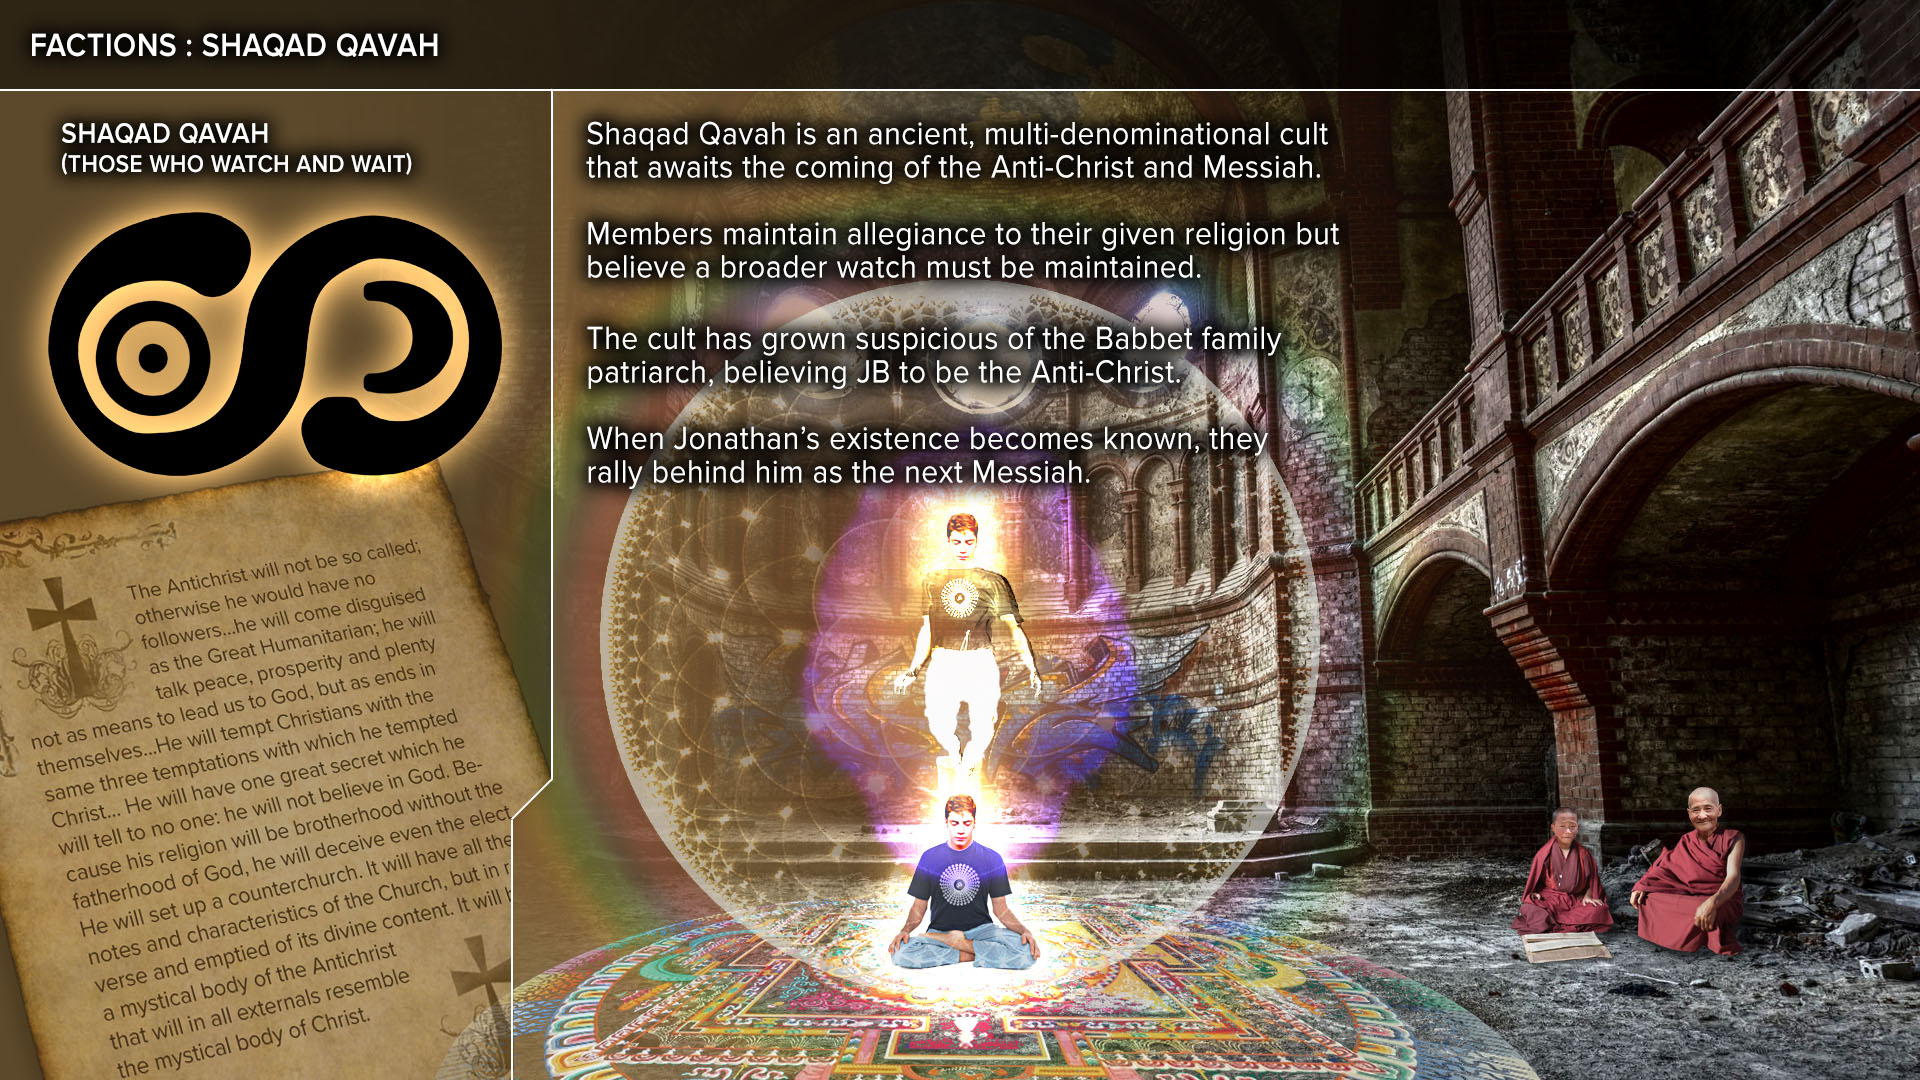 FACTIONS : SHAQAD QAVAH
SHAQAD QAVAH
(THOSE WHO WATCH AND WAIT)
The Antichrist will not be so called;
otherwise he would have no
followers...he will come disguised
as the Great Humanitarian; he will
talk peace, prosperity and plenty
not as means to lead us to God, but as ends in
themselves...He will tempt Christians with the
same three temptations with which he tempted
Christ... He will have one great secret which he
will tell to no one: he will not believe in God. Be-
cause his religion will be brotherhood without the
fatherhood of God, he will deceive even the elect.
He will set up a counterchurch. It will have all the
notes and characteristics of the Church, but in
verse and emptied of its divine content. It will
a mystical body of the Antichrist
that will in all externals resemble
the mystical body of Christ.
Shaqad Qavah is an ancient, multi-denominational cult
that awaits the coming of the Anti-Christ and Messiah.
Members maintain allegiance to their given religion but
believe a broader watch must be maintained.
The cult has grown suspicious of the Babbet family
patriarch, believing JB to be the Anti-Christ.
When Jonathan's existence becomes known, they
rally behind him as the next Messiah.